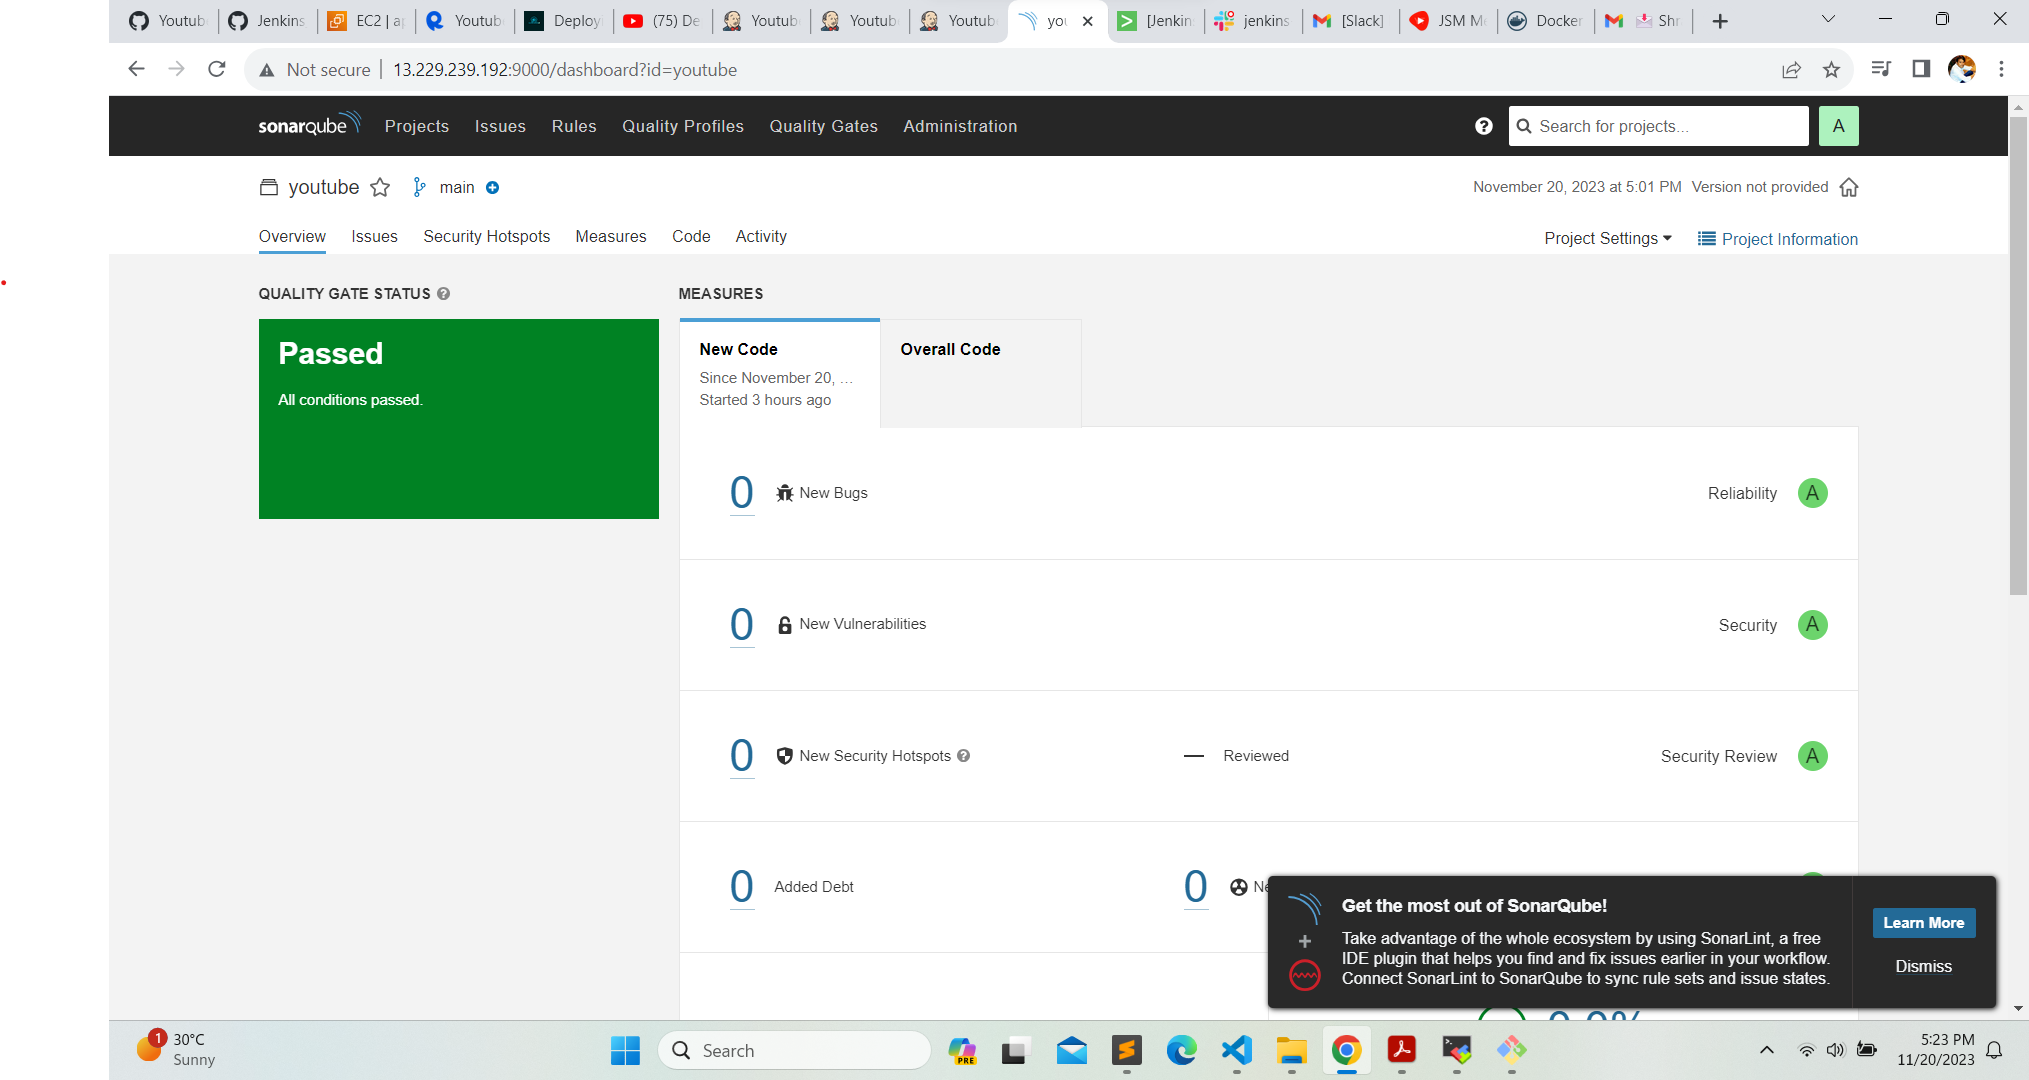 Youtub
Jenkins
EC2 | a
Youtub
Deploy
(75) De
Youtub
Youtub
Youtub
you
[Jenkin
jenkins
[Slack]
JSM M
Docker
Shr
Not secure
13.229.239.192:9000/dashboard?id=youtube
sonarqube
Projects
Issues
Rules
Quality Profiles
Quality Gates
Administration
Search for projects...
A
youtube
main
November 20, 2023 at 5:01 PM Version not provided
Overview
Issues
Security Hotspots
Measures
Code
Activity
Project Settings
Project Information
QUALITY GATE STATUS
MEASURES
Passed
All conditions passed.
New Code
Since November 20, ...
Started 3 hours ago
Overall Code
0
New Bugs
Reliability
A
0
New Vulnerabilities
Security
A
0
New Security Hotspots
— Reviewed
Security Review
A
0
Added Debt
0
Ne
Get the most out of SonarQube!
Take advantage of the whole ecosystem by using SonarLint, a free
IDE plugin that helps you find and fix issues earlier in your workflow.
Connect SonarLint to SonarQube to sync rule sets and issue states.
Learn More
Dismiss
1
30°C
Sunny
Search
PRE
5:23 PM
11/20/2023